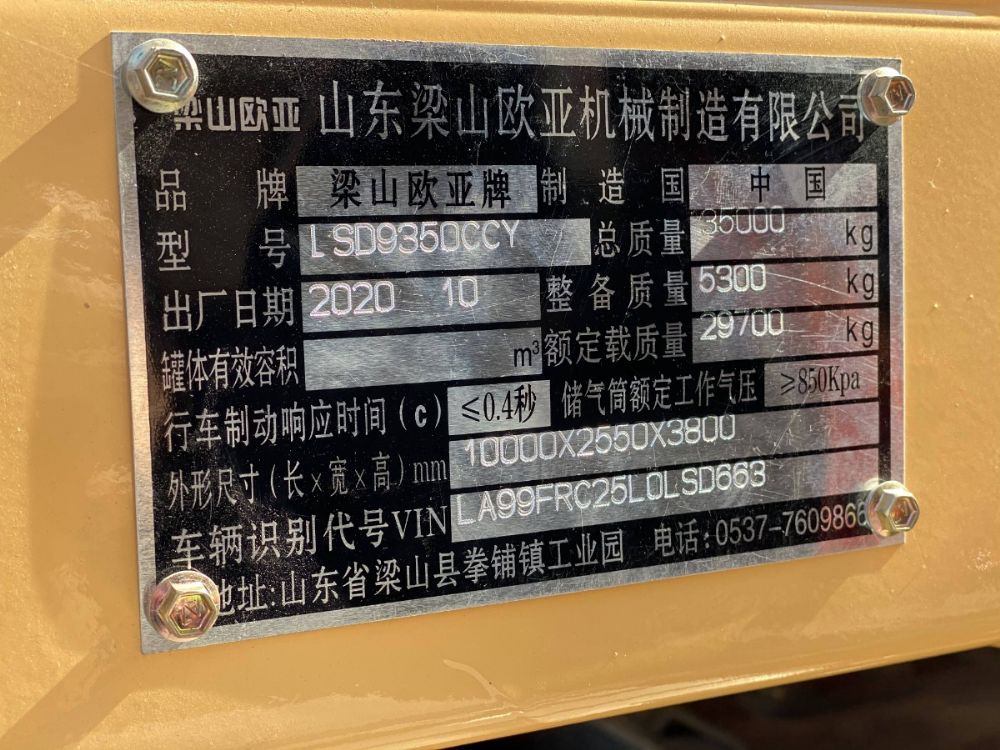 梁山欧亚 山东梁山欧亚机械制造有限公司
品牌 梁山欧亚牌 制造国 中国
型号 LSD9350CCY 总质量 35000 kg
出厂日期 2020 10 整备质量 5300 kg
罐体有效容积 m³ 额定载质量 29700 kg
行车制动响应时间(c) ≤0.4秒 储气筒额定工作气压 ≥850Kpa
外形尺寸(长×宽×高)mm 10000X2550X3800
车辆识别代号VIN LA99FRC25L0LSD663
地址:山东省梁山县拳铺镇工业园 电话:0537-7609866